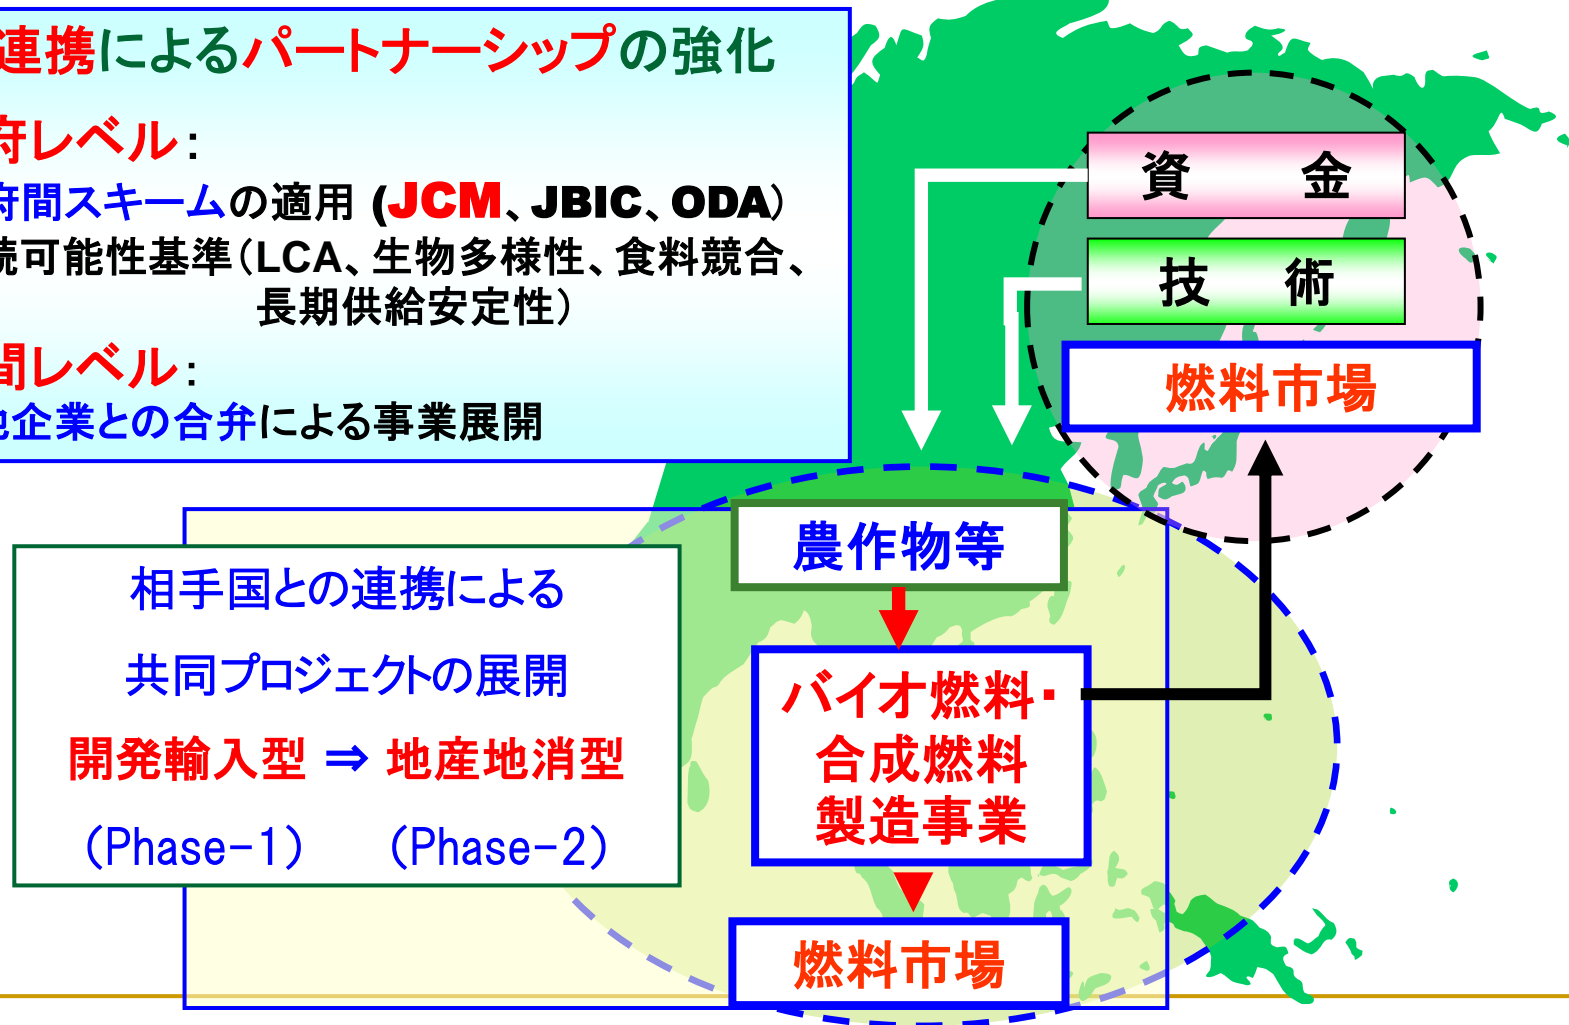 連携によるパートナーシップの強化
府レベル：
府間スキームの適用 (JCM、JBIC、ODA）
続可能性基準（LCA、生物多様性、食料競合、
長期供給安定性）
間レベル：
他企業との合弁による事業展開
資　金
技　術
燃料市場
農作物等
相手国との連携による
共同プロジェクトの展開
開発輸入型 ⇒ 地産地消型
（Phase−1）　（Phase−2）
バイオ燃料・
合成燃料
製造事業
燃料市場